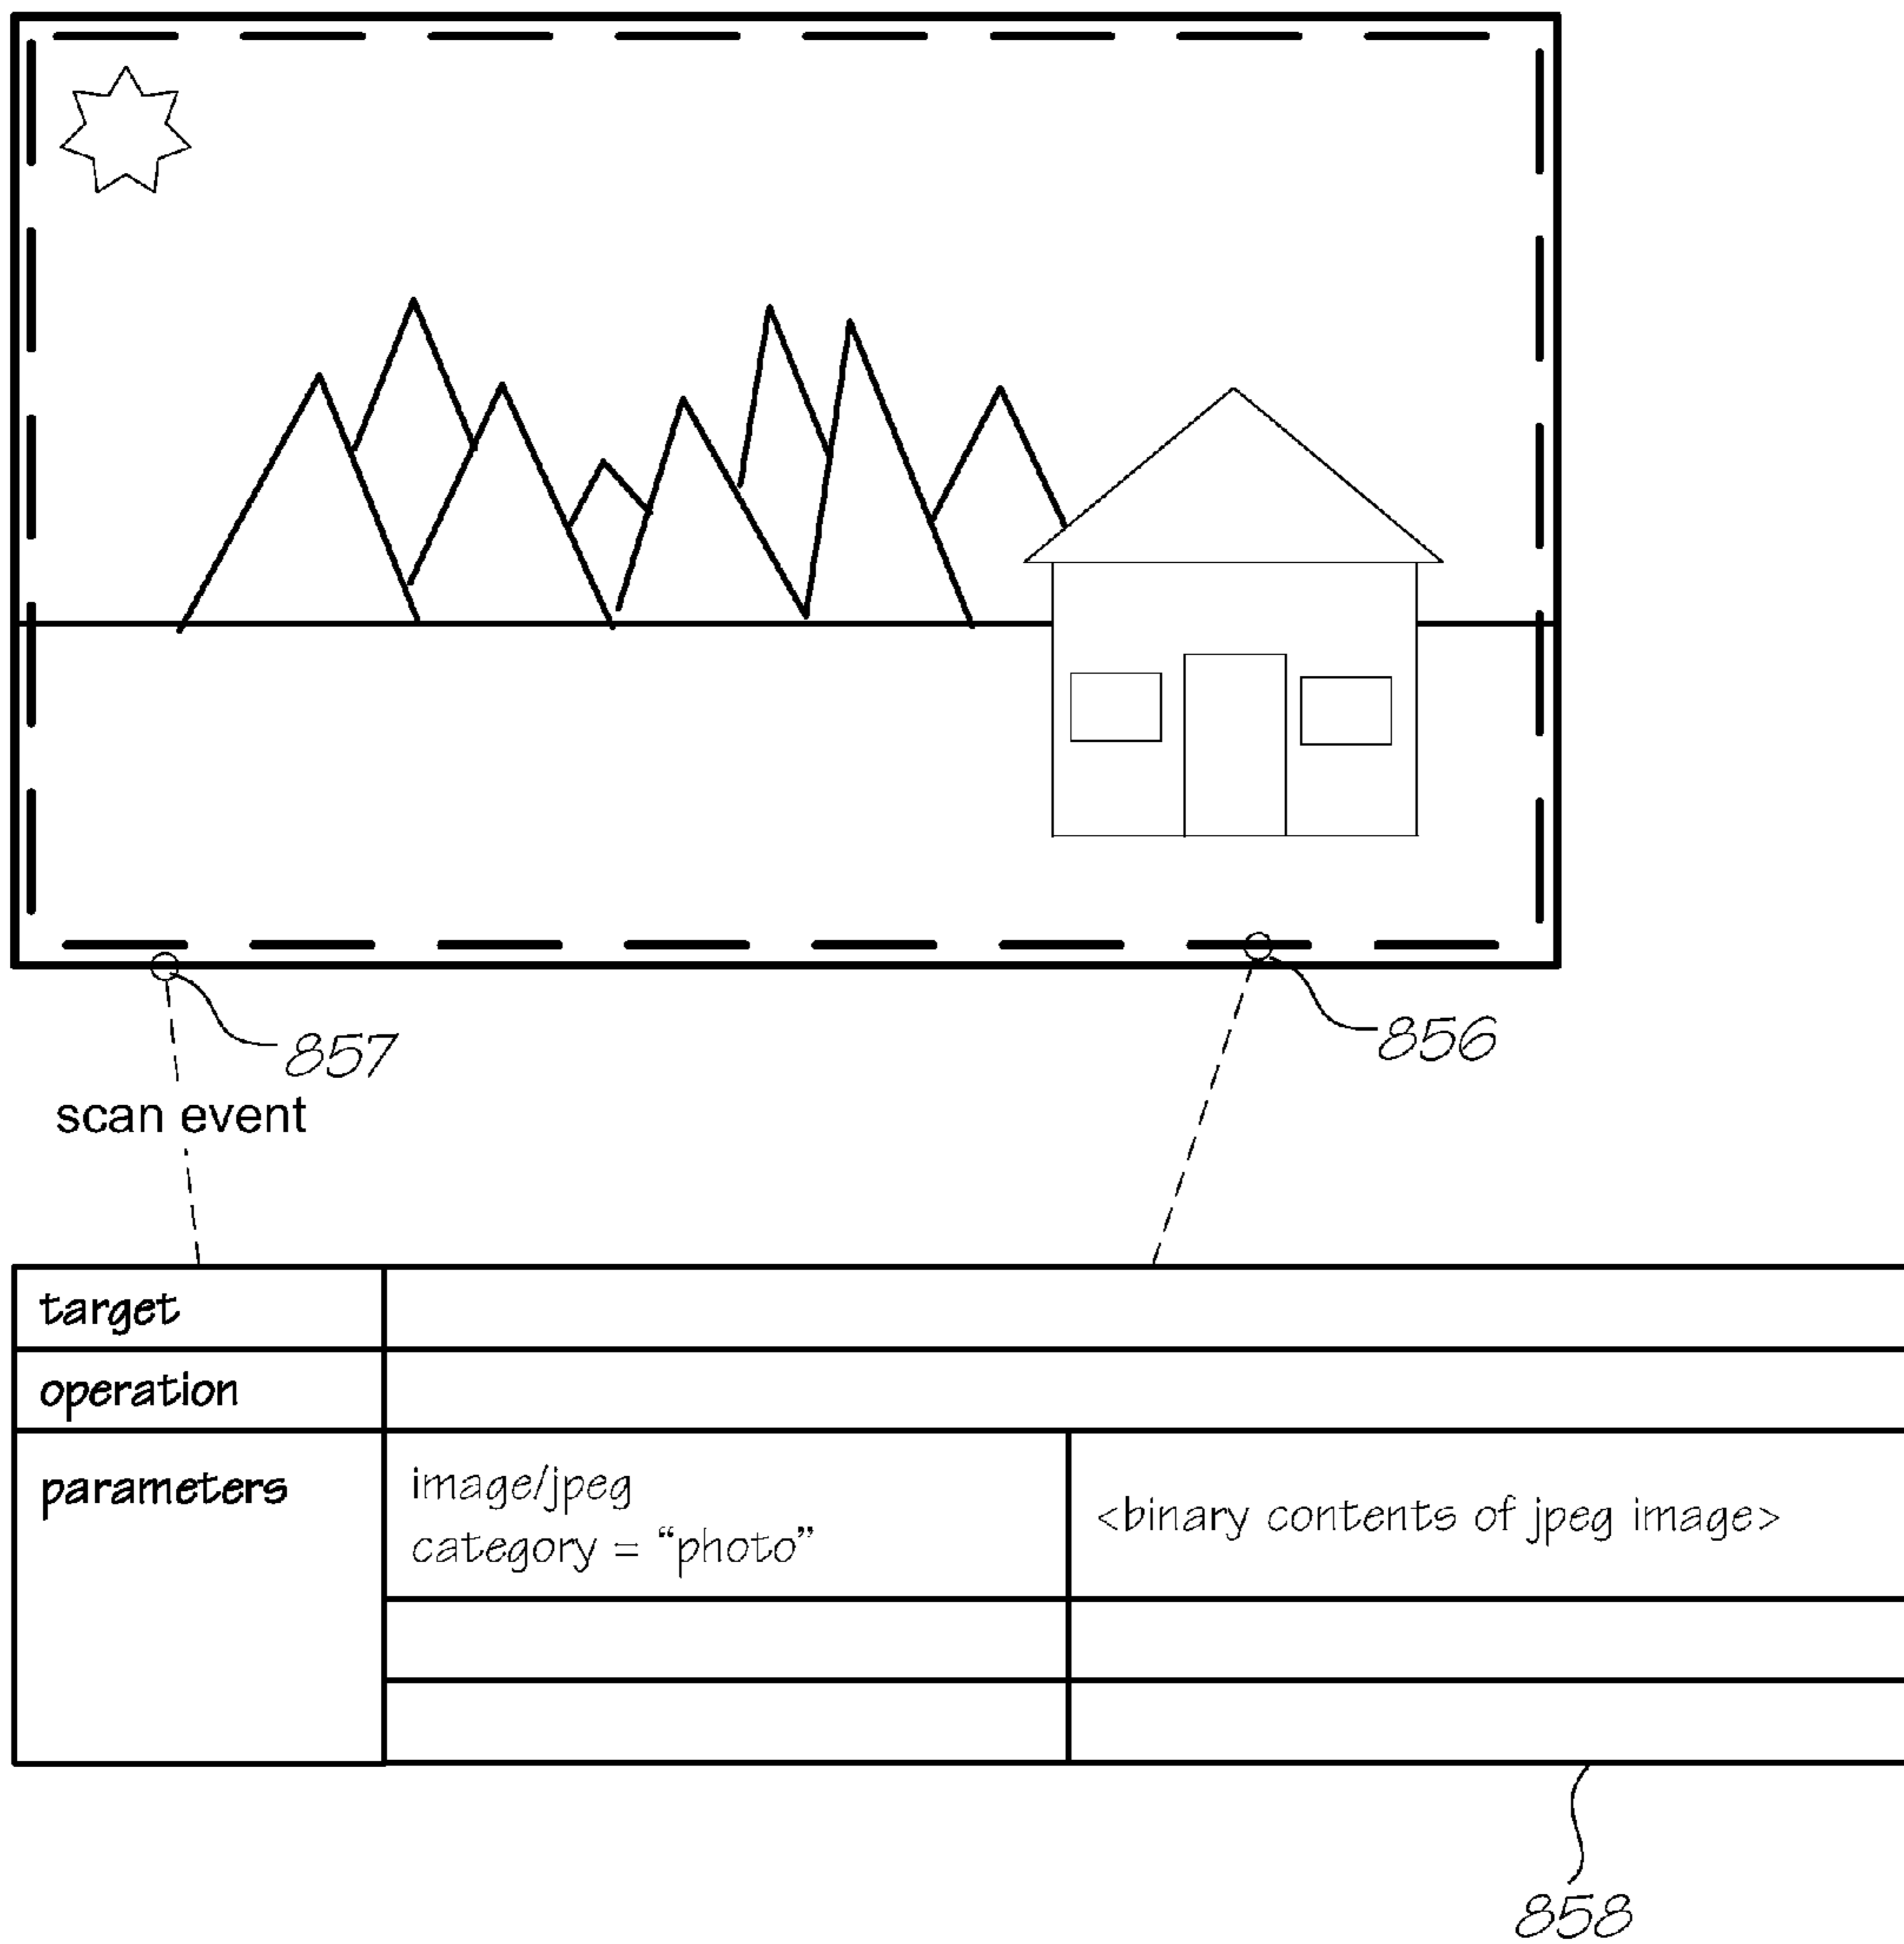 857
856
scan event
target
operation
parameters
image/jpeg
category = “photo”
<binary contents of jpeg image>
858